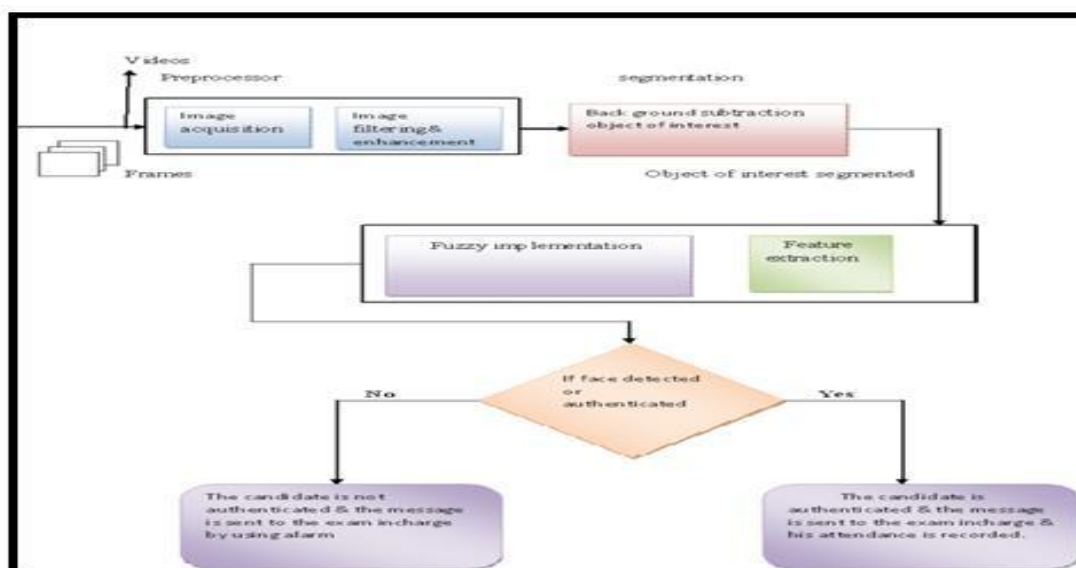 Videos
Preprocessor
segmentation
Image
acquisition
Image
filtering&
enhancement
Back ground subtraction
object of interest
Frames
Object of interest segmented
Fuzzy implementation
Feature
extraction
If face detected
or
authenticated
No
Yes
The candidate is not
authenticated & the message
is sent to the exam incharge
by using alarm
The candidate is
authenticated & the message
is sent to the exam incharge &
his attendance is recorded.